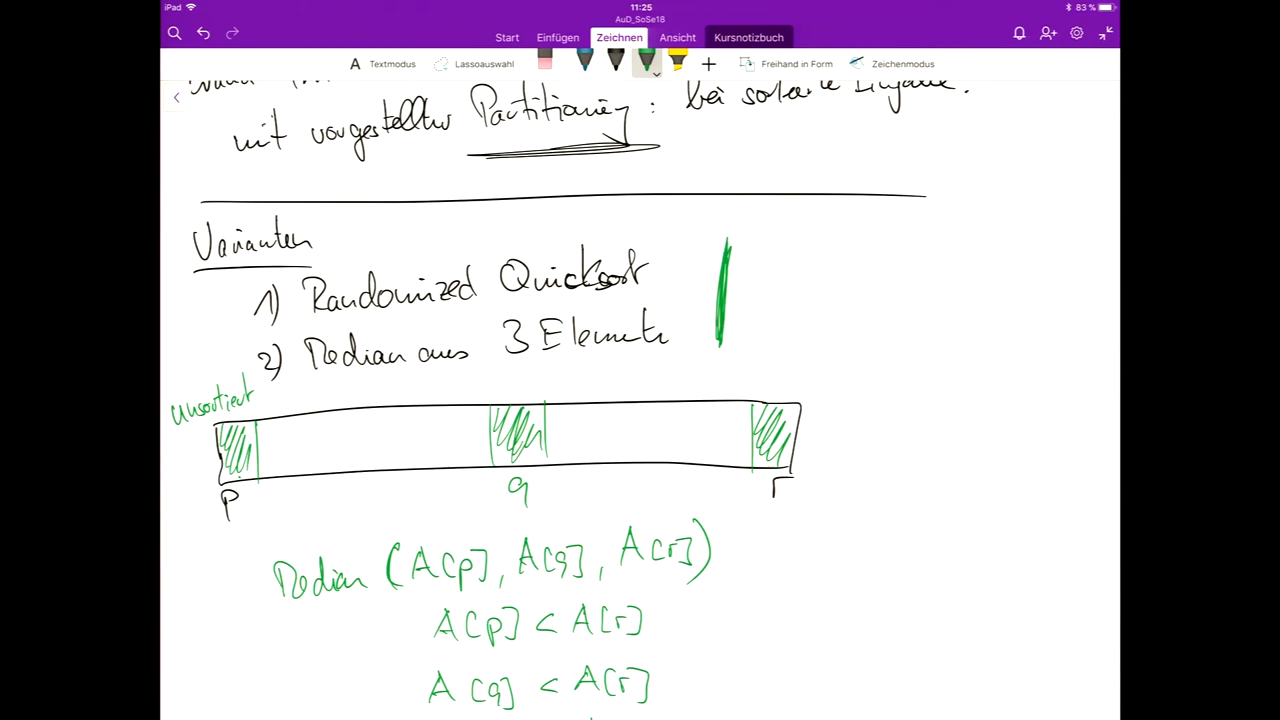 iPad 11:25 83 %
AuD_SoSe18
Start Einfügen Zeichnen Ansicht Kursnotizbuch
Textmodus Lassoauswahl Freihand in Form Zeichenmodus
mit vorgestellter Partitionierung : bei sortierter Eingabe.
Varianten
1) Randomized Quicksort
2) Median aus 3 Elemente
unsortiert
p q r
Median (A[p], A[q], A[r])
A[p] < A[r]
A[q] < A[r]